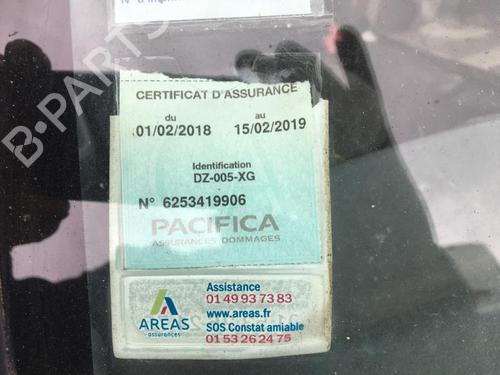 CERTIFICAT D'ASSURANCE
du au
01/02/2018 15/02/2019
Identification
DZ-005-XG
N° 6253419906
PACIFICA
ASSURANCES DOMMAGES
Assistance
01 49 93 73 83
www.areas.fr
AREAS
assurances
SOS Constat amiable
01 53 26 24 75
B-PARTS